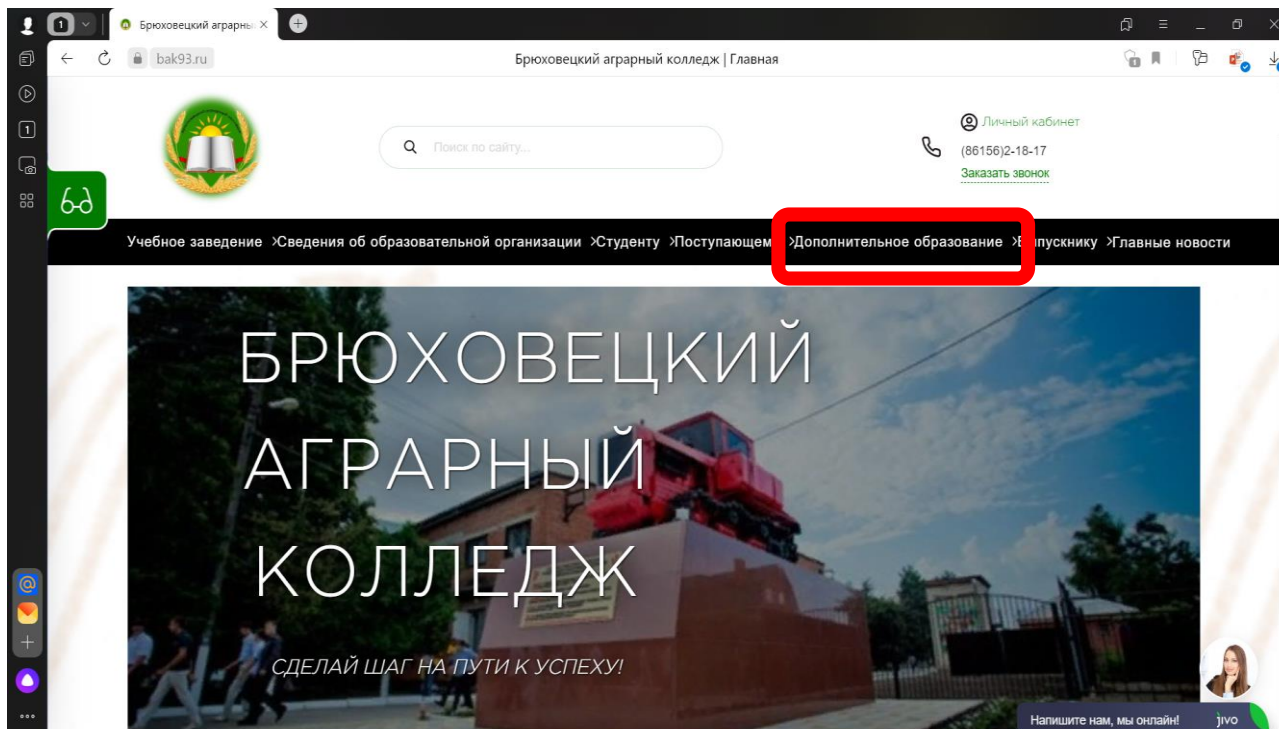 1
Брюховецкий аграрны
bak93.ru
Брюховецкий аграрный колледж | Главная
1
Поиск по сайту...
Личный кабинет
(86156)2-18-17
Заказать звонок
Учебное заведение Сведения об образовательной организации Студенту Поступающем Дополнительное образование пускнику Главные новости
БРЮХОВЕЦКИЙ
АГРАРНЫЙ
КОЛЛЕДЖ
СДЕЛАЙ ШАГ НА ПУТИ К УСПЕХУ!
Напишите нам, мы онлайн! jivo